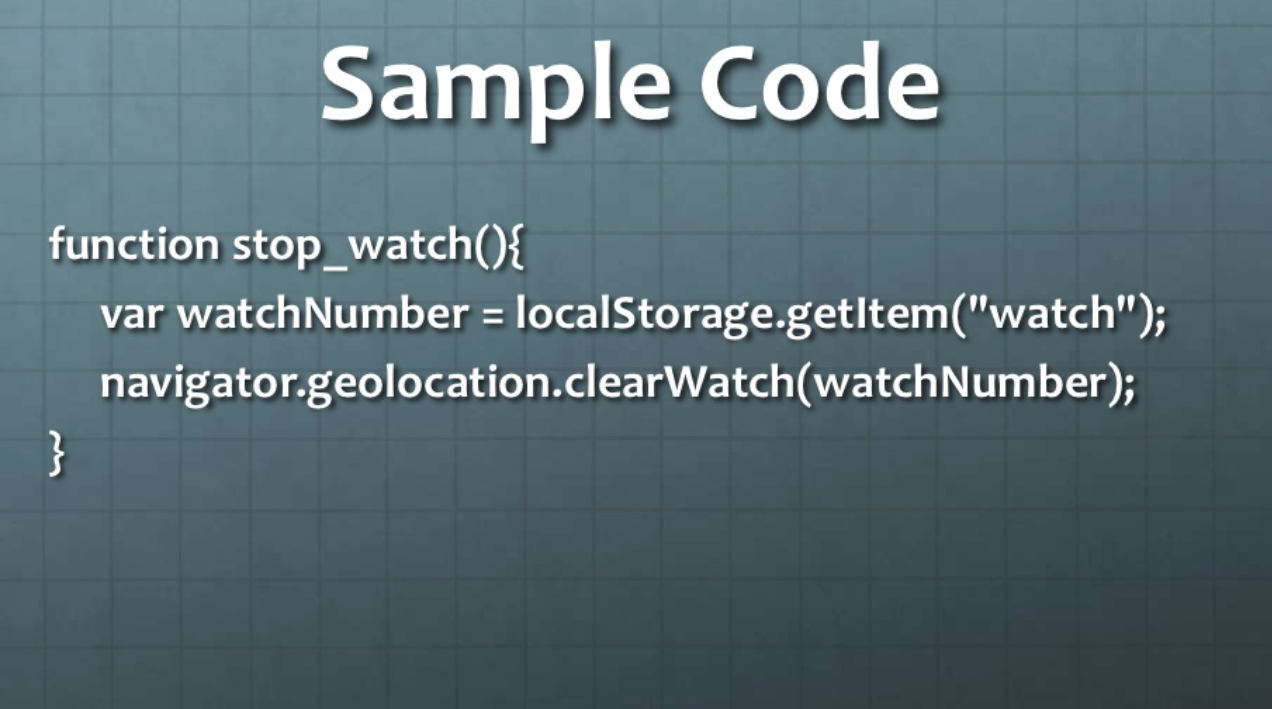 Sample Code
function stop_watch(){
var watchNumber = localStorage.getItem("watch");
navigator.geolocation.clearWatch(watchNumber);
}